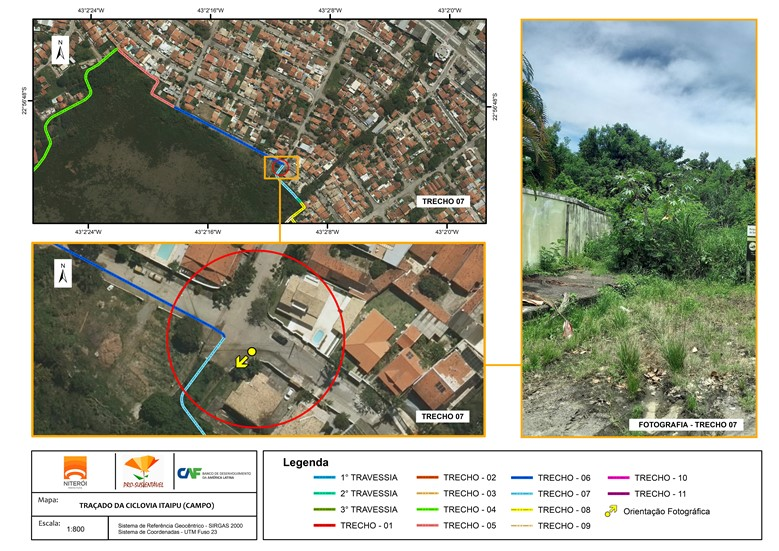 43°2'24"W
43°2'16"W
43°2'8"W
43°2'0"W
22°56'48"S
22°56'48"S
N
TRECHO 07
43°2'24"W
43°2'16"W
43°2'8"W
43°2'0"W
N
TRECHO 07
FOTOGRAFIA - TRECHO 07
NITERÓI
PRO-SUSTENTÁVEL
CAF BANCO DE DESENVOLVIMENTO
DA AMÉRICA LATINA
Mapa:
TRAÇADO DA CICLOVIA ITAIPU (CAMPO)
Escala:
1:800
Sistema de Referência Geocêntrico - SIRGAS 2000
Sistema de Coordenadas - UTM Fuso 23
Legenda
1° TRAVESSIA
2° TRAVESSIA
3° TRAVESSIA
TRECHO - 01
TRECHO - 02
TRECHO - 03
TRECHO - 04
TRECHO - 05
TRECHO - 06
TRECHO - 07
TRECHO - 08
TRECHO - 09
TRECHO - 10
TRECHO - 11
Orientação Fotográfica